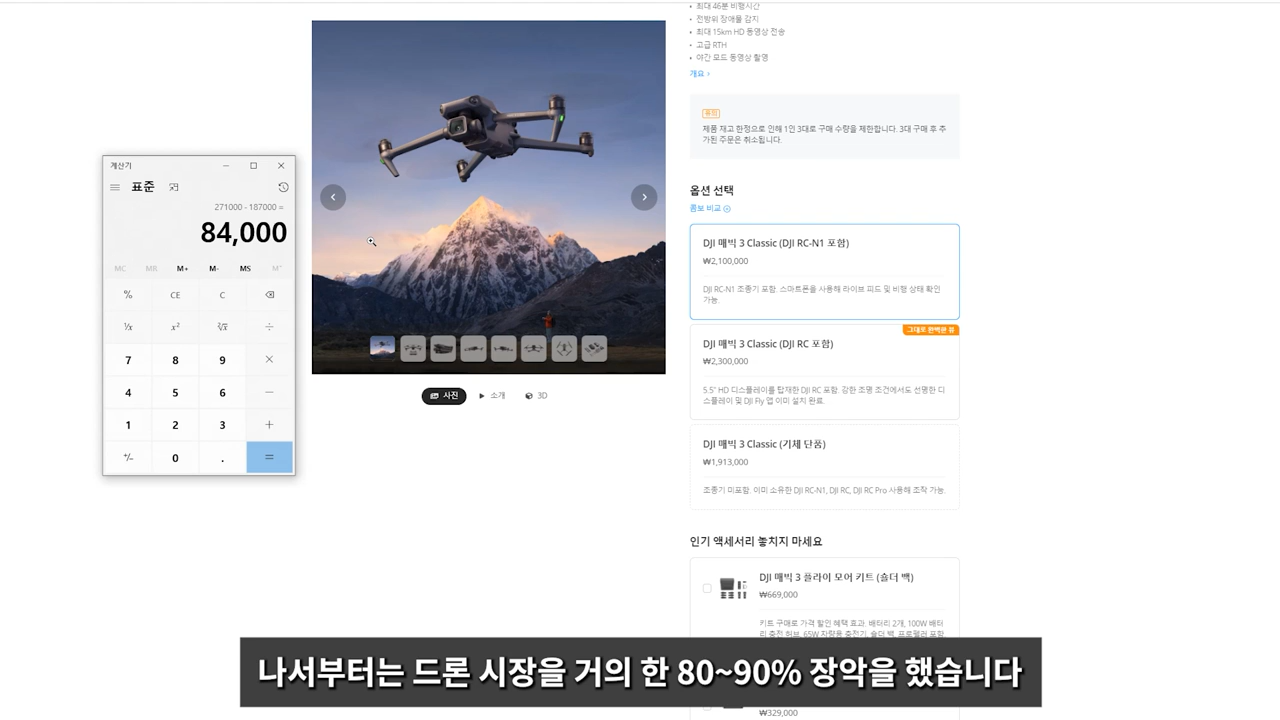 • 최대 46분 비행시간
• 전방위 장애물 감지
• 최대 15km HD 동영상 전송
• 고급 RTH
• 야간 모드 동영상 촬영
개요 ›
유의
제품 재고 한정으로 인해 1인 3대로 구매 수량을 제한합니다. 3대 구매 후 추
가된 주문은 취소됩니다.
계산기
표준
271000 - 187000 =
84,000
MC MR M+ M- MS M˅
% CE C
¹/x x² ²√x ÷
7 8 9 ×
4 5 6 −
1 2 3 +
+/- 0 . =
사진 소개 3D
옵션 선택
콤보 비교
DJI 매빅 3 Classic (DJI RC-N1 포함)
₩2,100,000
DJI RC-N1 조종기 포함. 스마트폰을 사용해 라이브 피드 및 비행 상태 확인
가능.
그대로 완벽한 뷰
DJI 매빅 3 Classic (DJI RC 포함)
₩2,300,000
5.5" HD 디스플레이를 탑재한 DJI RC 포함. 강한 조명 조건에서도 선명한 디
스플레이 및 DJI Fly 앱 이미 설치 완료.
DJI 매빅 3 Classic (기체 단품)
₩1,913,000
조종기 미포함. 이미 소유한 DJI RC-N1, DJI RC, DJI RC Pro 사용해 조작 가능.
인기 액세서리 놓치지 마세요
DJI 매빅 3 플라이 모어 키트 (숄더 백)
₩669,000
키트 구매로 가격 할인 혜택 효과. 배터리 2개, 100W 배터
리 충전 허브, 65W 차량용 충전기, 숄더 백, 프로펠러 포함.
나서부터는 드론 시장을 거의 한 80~90% 장악을 했습니다
₩329,000